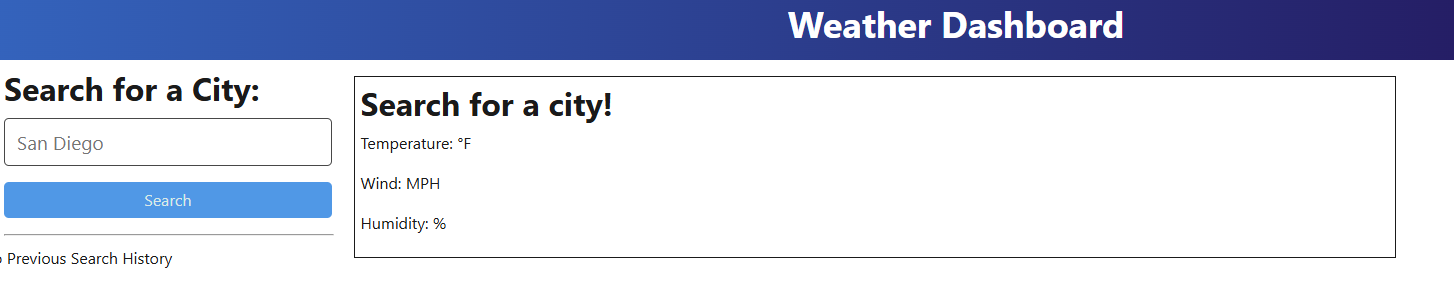 Weather Dashboard
Search for a City:
San Diego
Search
Previous Search History
Search for a city!
Temperature: °F
Wind: MPH
Humidity: %